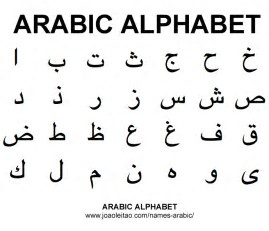 ARABIC ALPHABET
ا ب ت ث ج ح خ
د ذ ر ز س ش ص
ض ط ظ ع غ ف ق
ك ل م ن ه و ي
ARABIC ALPHABET
www.joaoleitao.com/names-arabic/